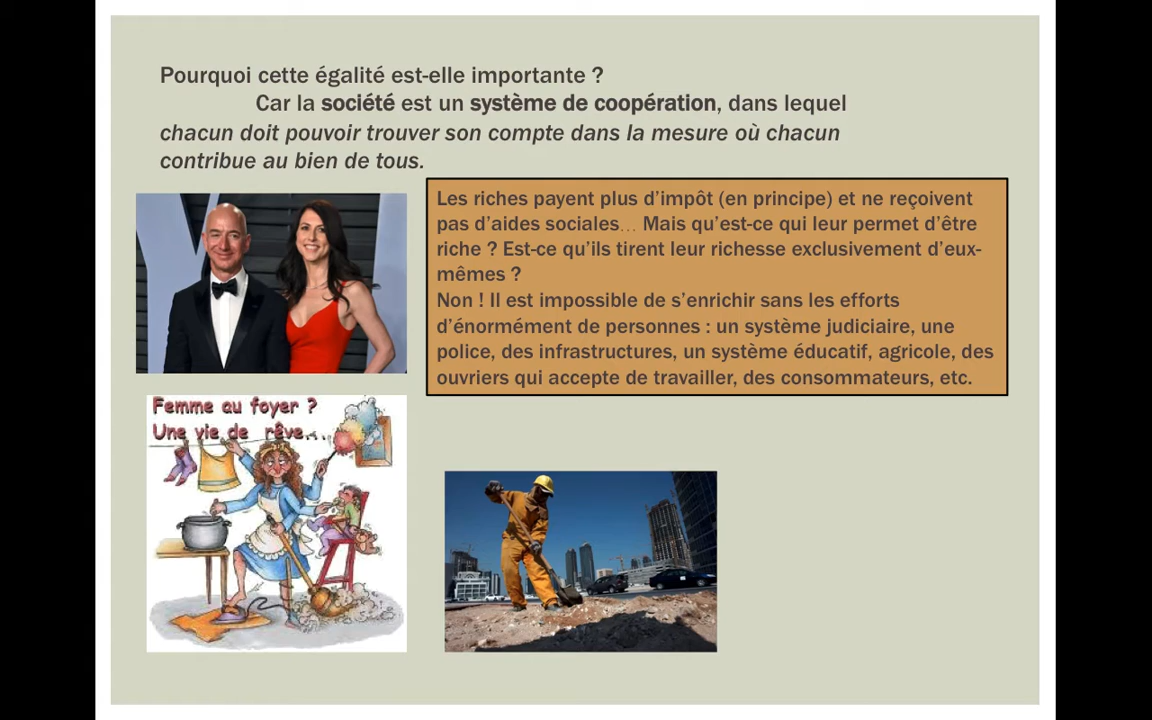 Pourquoi cette égalité est-elle importante ?
Car la société est un système de coopération, dans lequel
chacun doit pouvoir trouver son compte dans la mesure où chacun
contribue au bien de tous.
Les riches payent plus d'impôt (en principe) et ne reçoivent
pas d'aides sociales... Mais qu'est-ce qui leur permet d'être
riche ? Est-ce qu'ils tirent leur richesse exclusivement d'eux-
mêmes ?
Non ! Il est impossible de s'enrichir sans les efforts
d'énormément de personnes : un système judiciaire, une
police, des infrastructures, un système éducatif, agricole, des
ouvriers qui accepte de travailler, des consommateurs, etc.
Femme au foyer ?
Une vie de rêve...